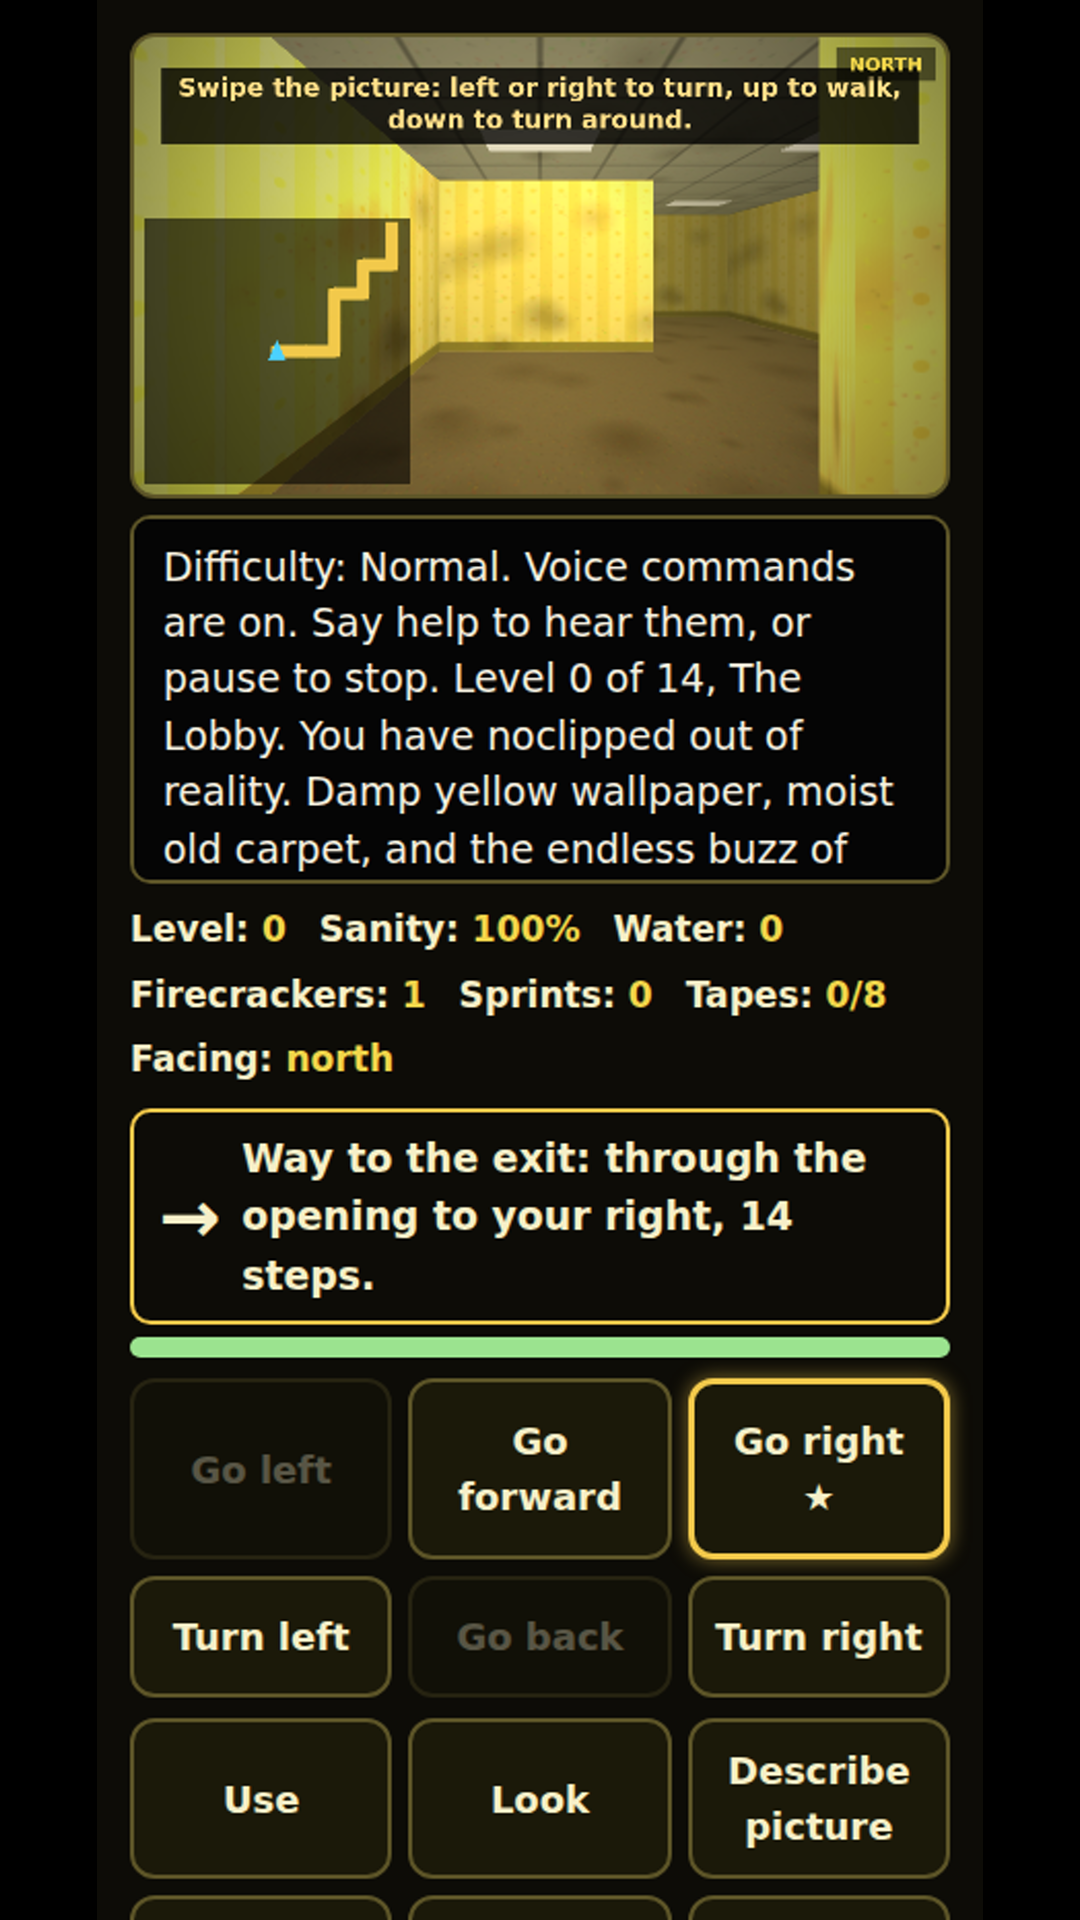 NORTH
Swipe the picture: left or right to turn, up to walk,
down to turn around.
Difficulty: Normal. Voice commands
are on. Say help to hear them, or
pause to stop. Level 0 of 14, The
Lobby. You have noclipped out of
reality. Damp yellow wallpaper, moist
old carpet, and the endless buzz of
Level: 0 Sanity: 100% Water: 0
Firecrackers: 1 Sprints: 0 Tapes: 0/8
Facing: north
→ Way to the exit: through the
opening to your right, 14
steps.
Go left
Go
forward
Go right
★
Turn left
Go back
Turn right
Use
Look
Describe
picture